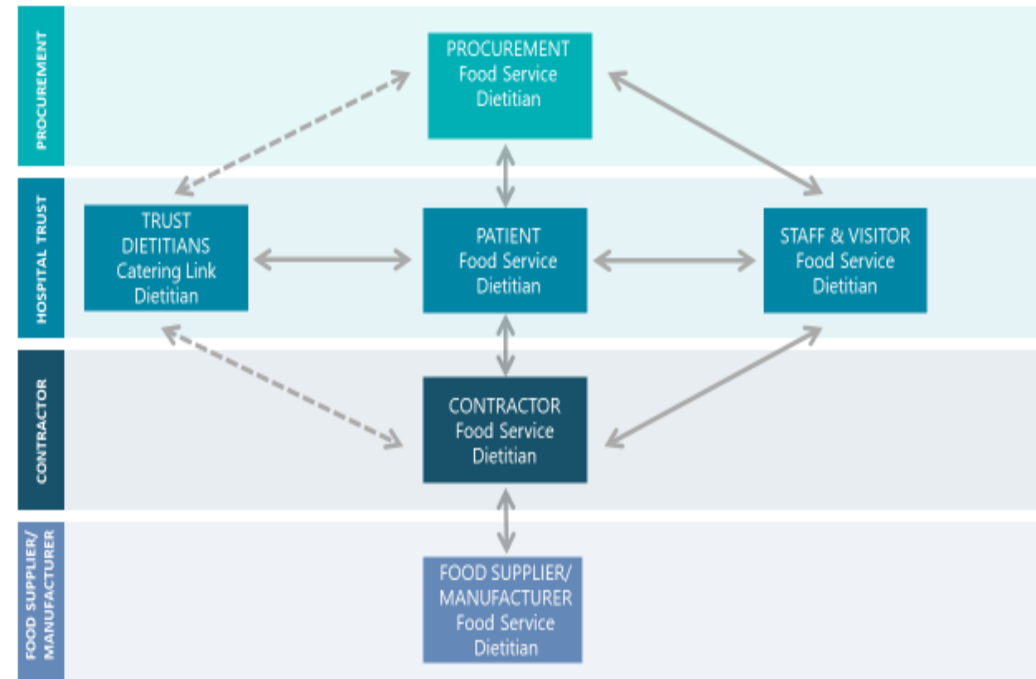 PROCUREMENT
PROCUREMENT
Food Service
Dietitian
HOSPITAL TRUST
TRUST
DIETITIANS
Catering Link
Dietitian
PATIENT
Food Service
Dietitian
STAFF & VISITOR
Food Service
Dietitian
CONTRACTOR
CONTRACTOR
Food Service
Dietitian
FOOD SUPPLIER/
MANUFACTURER
FOOD SUPPLIER/
MANUFACTURER
Food Service
Dietitian